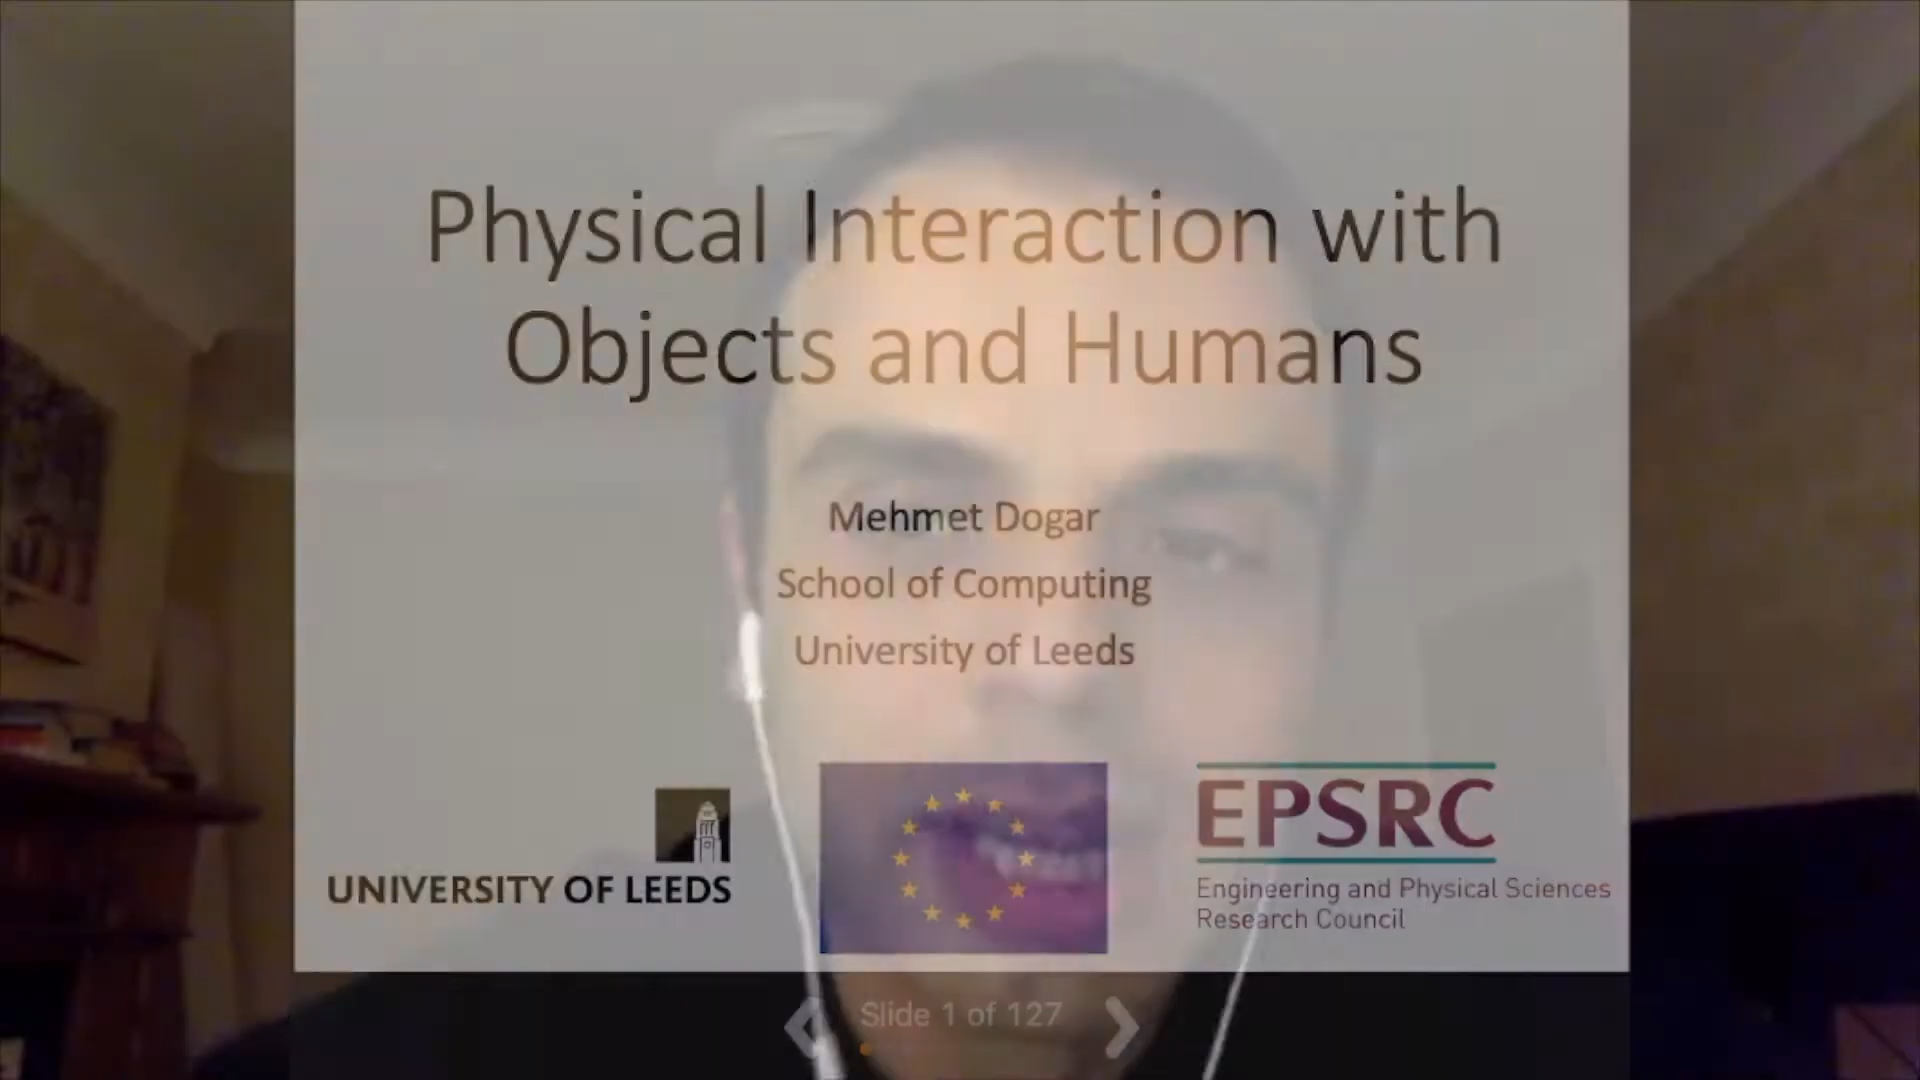 Physical Interaction with
Objects and Humans
Mehmet Dogar
School of Computing
University of Leeds
UNIVERSITY OF LEEDS
EPSRC
Engineering and Physical Sciences
Research Council
Slide 1 of 127